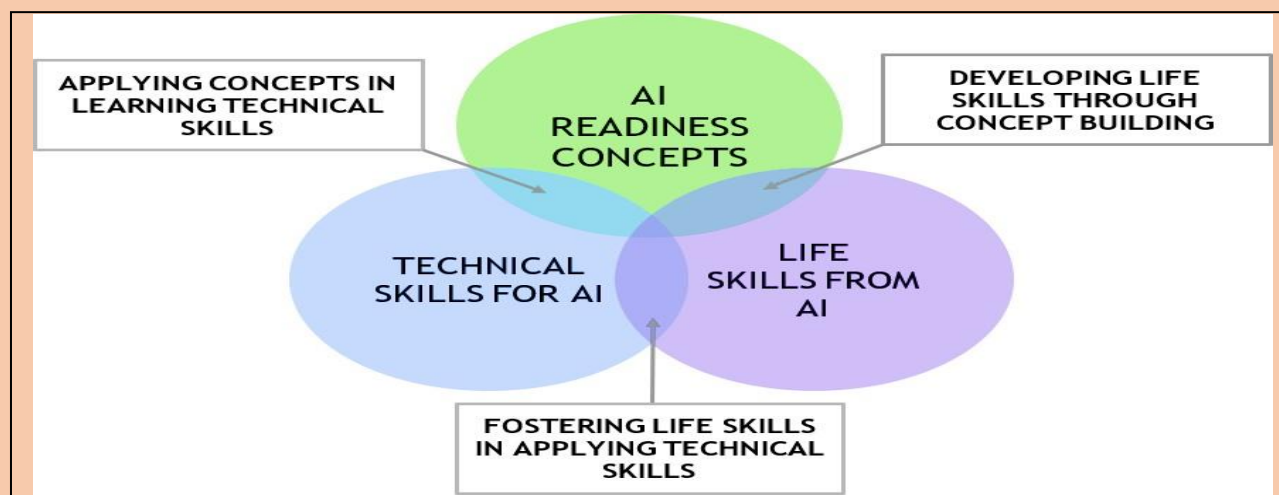 APPLYING CONCEPTS IN
LEARNING TECHNICAL
SKILLS
AI
READINESS
CONCEPTS
DEVELOPING LIFE
SKILLS THROUGH
CONCEPT BUILDING
TECHNICAL
SKILLS FOR AI
LIFE
SKILLS FROM
AI
FOSTERING LIFE SKILLS
IN APPLYING TECHNICAL
SKILLS